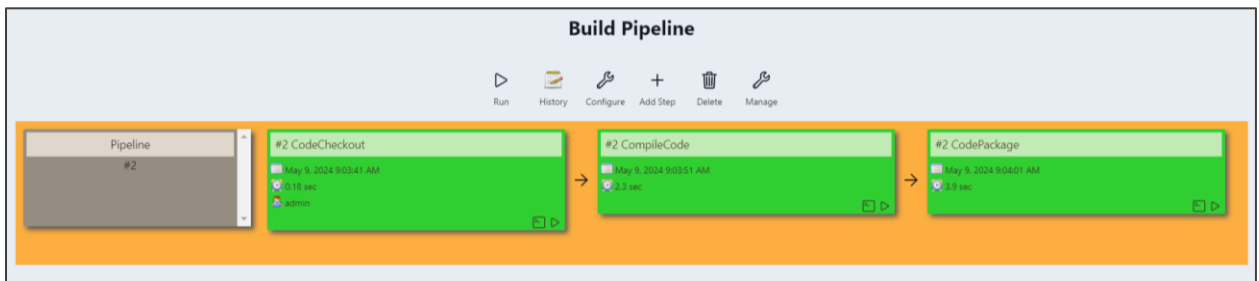 Build Pipeline
Run History Configure Add Step Delete Manage
Pipeline
#2
#2 CodeCheckout
May 9, 2024 9:03:41 AM
0.18 sec
admin
#2 CompileCode
May 9, 2024 9:03:51 AM
2.3 sec
#2 CodePackage
May 9, 2024 9:04:01 AM
3.9 sec